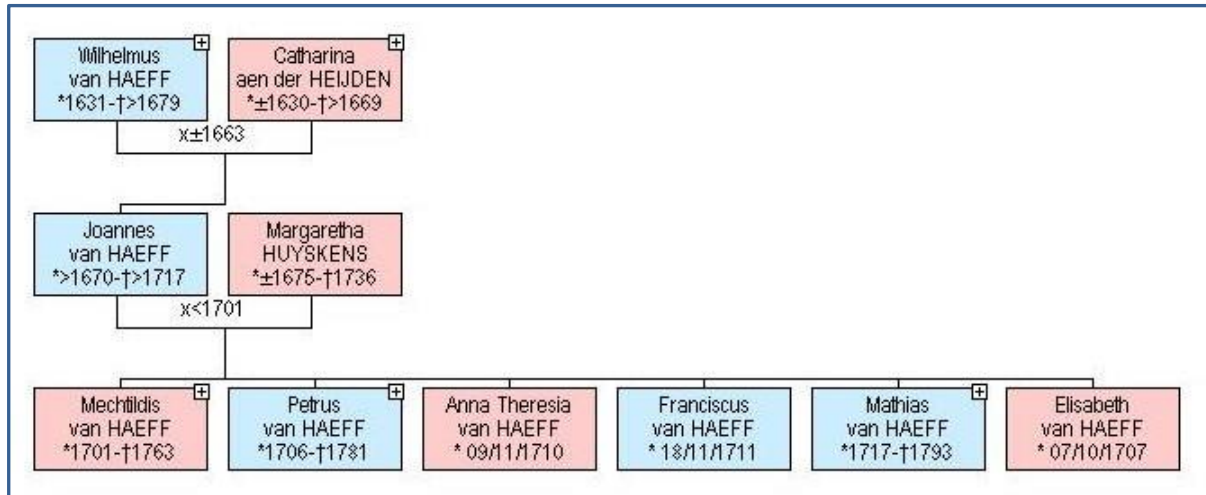 Wilhelmus
van HAEFF
*1631-†>1679
Catharina
aen der HEIJDEN
*±1630-†>1669
x±1663
Joannes
van HAEFF
*>1670-†>1717
Margaretha
HUYSKENS
*±1675-†1736
x<1701
Mechtildis
van HAEFF
*1701-†1763
Petrus
van HAEFF
*1706-†1781
Anna Theresia
van HAEFF
* 09/11/1710
Franciscus
van HAEFF
* 18/11/1711
Mathias
van HAEFF
*1717-†1793
Elisabeth
van HAEFF
* 07/10/1707